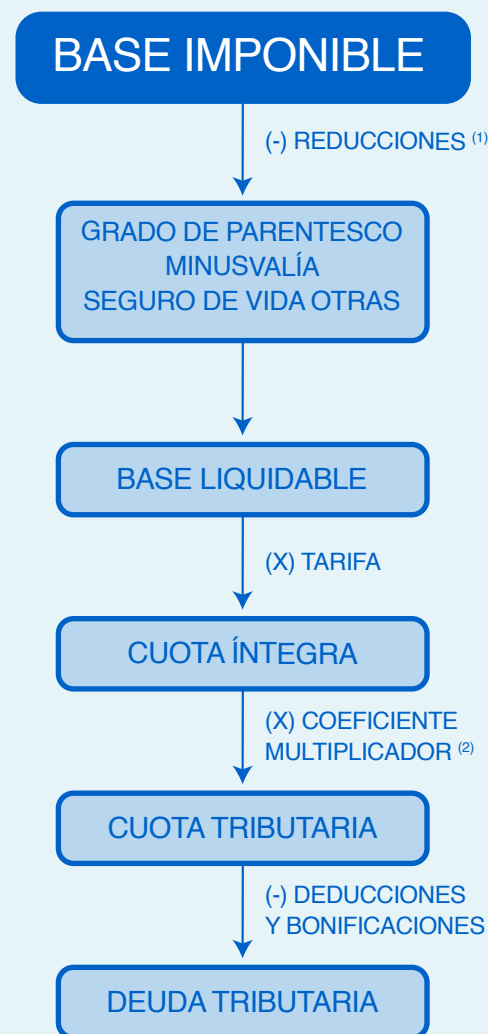 BASE IMPONIBLE
(-) REDUCCIONES (1)
GRADO DE PARENTESCO
MINUSVALÍA
SEGURO DE VIDA OTRAS
BASE LIQUIDABLE
(X) TARIFA
CUOTA ÍNTEGRA
(X) COEFICIENTE
MULTIPLICADOR (2)
CUOTA TRIBUTARIA
(-) DEDUCCIONES
Y BONIFICACIONES
DEUDA TRIBUTARIA